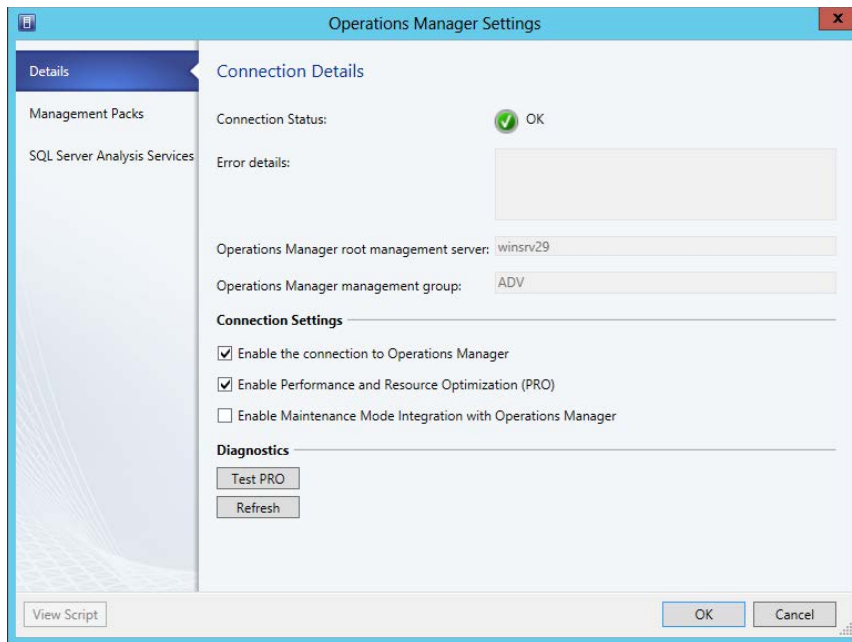 Operations Manager Settings
x
Details
Management Packs
SQL Server Analysis Services
Connection Details
Connection Status:
OK
Error details:
Operations Manager root management server: winsrv29
Operations Manager management group: ADV
Connection Settings
Enable the connection to Operations Manager
Enable Performance and Resource Optimization (PRO)
Enable Maintenance Mode Integration with Operations Manager
Diagnostics
Test PRO
Refresh
View Script
OK
Cancel